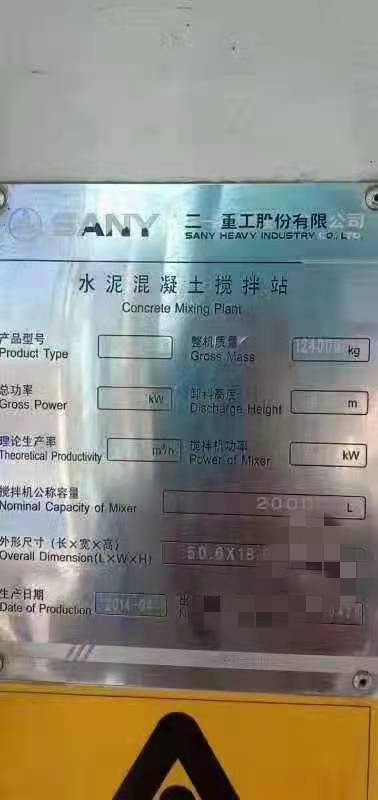 SANY 三一重工股份有限公司
SANY HEAVY INDUSTRY CO., LTD
水泥混凝土搅拌站
Concrete Mixing Plant
产品型号 整机质量
Product Type Gross Mass 124000 kg
总功率 卸料高度
Gross Power kW Discharge Height m
理论生产率 搅拌机功率
Theoretical Productivity m³/h Power of Mixer kW
搅拌机公称容量
Nominal Capacity of Mixer 2000 L
外形尺寸(长×宽×高)
Overall Dimension(L×W×H) 50.6X18
生产日期
Date of Production 2014-04